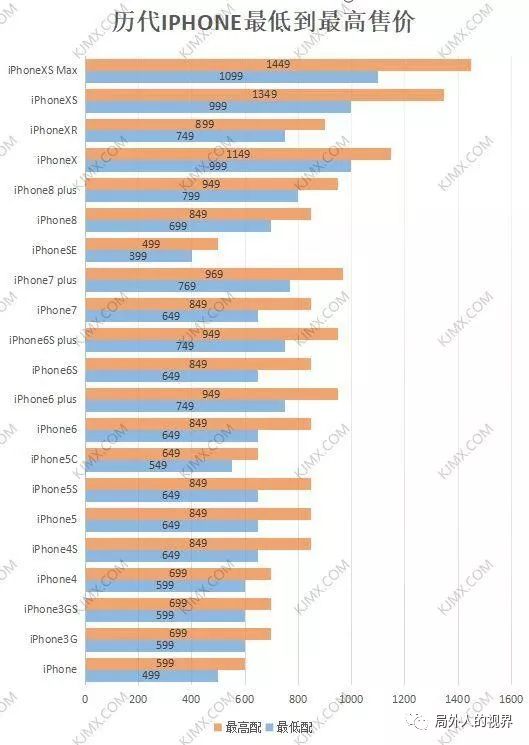 历代IPHONE最低到最高售价
iPhoneXS Max
1449
1099
iPhoneXS
1349
999
iPhoneXR
899
749
iPhoneX
1149
999
iPhone8 plus
949
799
iPhone8
849
699
iPhoneSE
499
399
iPhone7 plus
969
769
iPhone7
849
649
iPhone6S plus
949
749
iPhone6S
849
649
iPhone6 plus
949
749
iPhone6
849
649
iPhone5C
649
549
iPhone5S
849
649
iPhone5
849
649
iPhone4S
849
649
iPhone4
699
599
iPhone3GS
699
599
iPhone3G
699
599
iPhone
599
499
0 200 400 600 800 1000 1200 1400 1600
最高配 最低配
局外人的视界
KJMX.COM